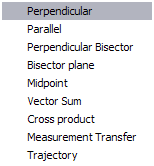 Perpendicular
Parallel
Perpendicular Bisector
Bisector plane
Midpoint
Vector Sum
Cross product
Measurement Transfer
Trajectory